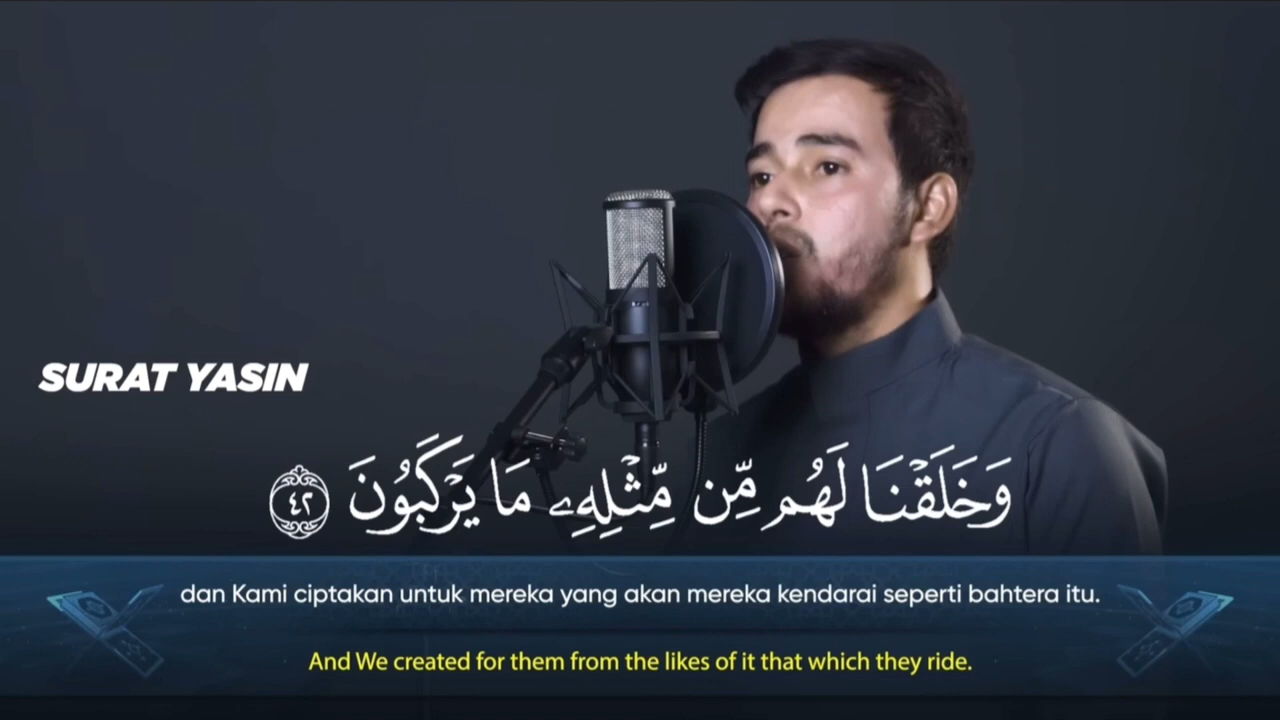 SURAT YASIN
وَخَلَقْنَا لَهُم مِّن مِّثْلِهِۦ مَا يَرْكَبُونَ ٤٢
dan Kami ciptakan untuk mereka yang akan mereka kendarai seperti bahtera itu.
And We created for them from the likes of it that which they ride.